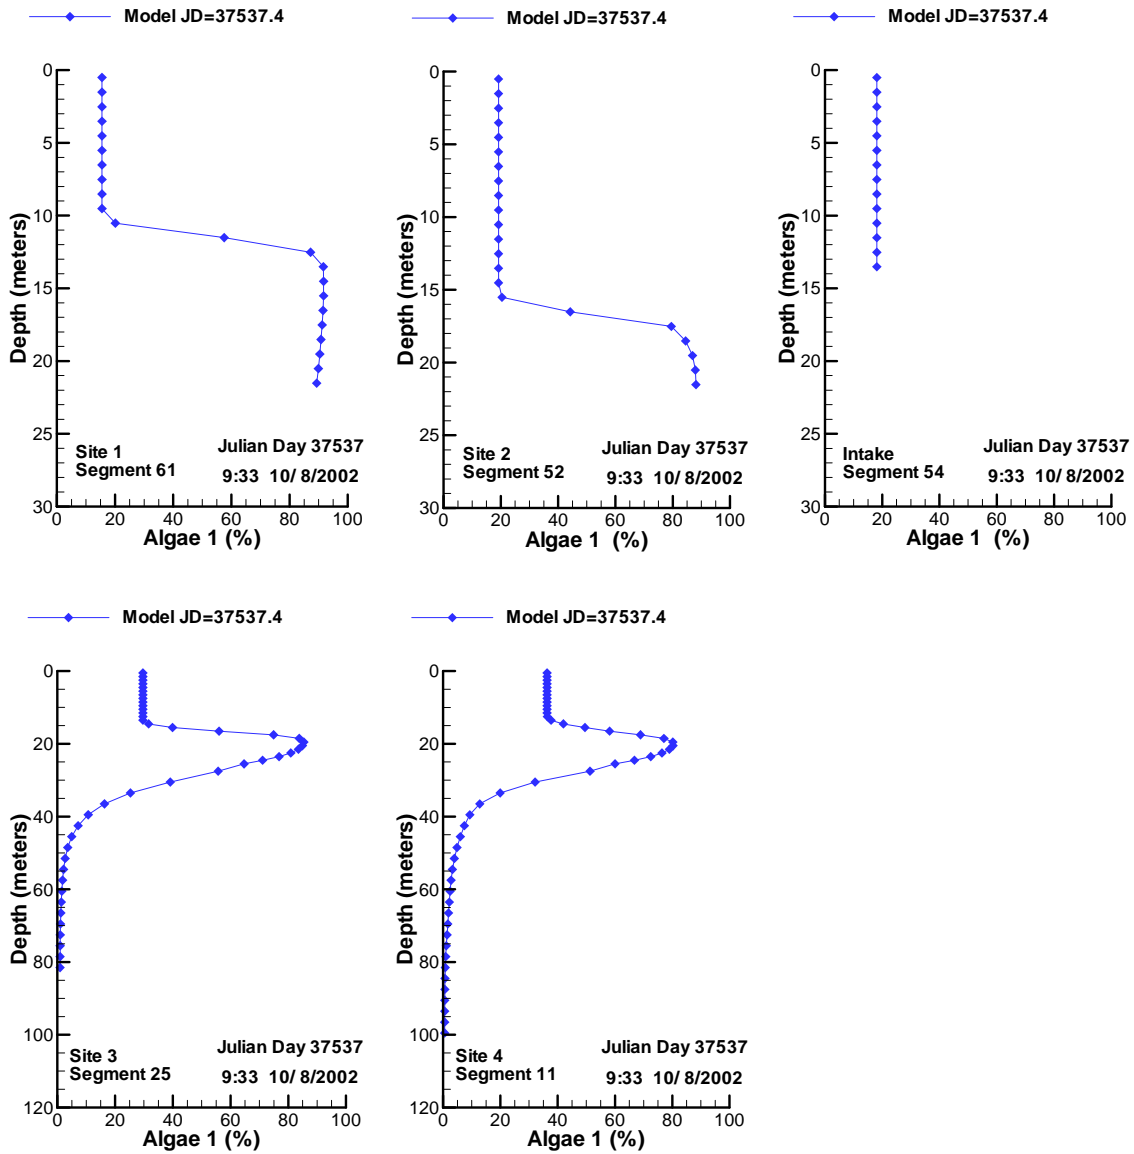 Model JD=37537.4
0
5
10
15
20
25
30
Depth (meters)
Site 1
Segment 61
Julian Day 37537
9:33 10/ 8/2002
0 20 40 60 80 100
Algae 1 (%)
Model JD=37537.4
0
5
10
15
20
25
30
Depth (meters)
Site 2
Segment 52
Julian Day 37537
9:33 10/ 8/2002
0 20 40 60 80 100
Algae 1 (%)
Model JD=37537.4
0
5
10
15
20
25
30
Depth (meters)
Intake
Segment 54
Julian Day 37537
9:33 10/ 8/2002
0 20 40 60 80 100
Algae 1 (%)
Model JD=37537.4
0
20
40
60
80
100
120
Depth (meters)
Site 3
Segment 25
Julian Day 37537
9:33 10/ 8/2002
0 20 40 60 80 100
Algae 1 (%)
Model JD=37537.4
0
20
40
60
80
100
120
Depth (meters)
Site 4
Segment 11
Julian Day 37537
9:33 10/ 8/2002
0 20 40 60 80 100
Algae 1 (%)